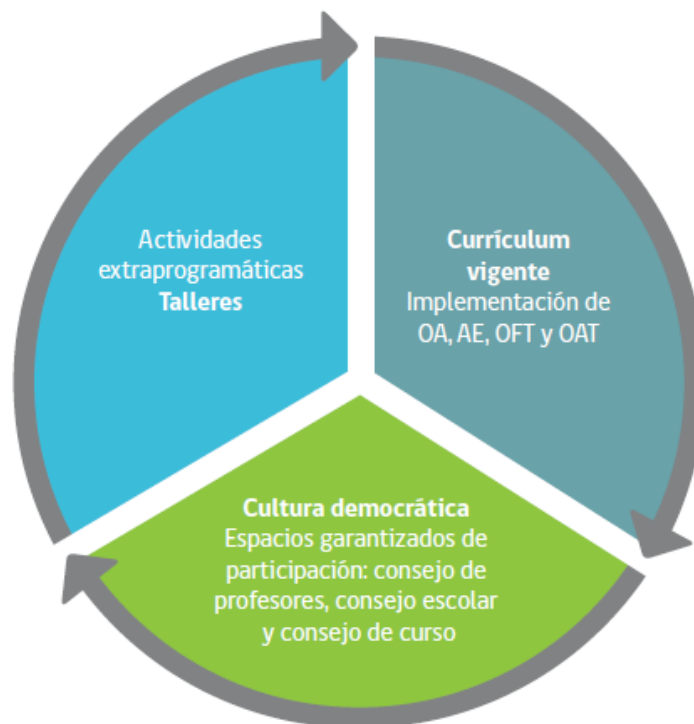 Actividades
extraprogramáticas
Talleres
Currículum
vigente
Implementación de
OA, AE, OFT y OAT
Cultura democrática
Espacios garantizados de
participación: consejo de
profesores, consejo escolar
y consejo de curso